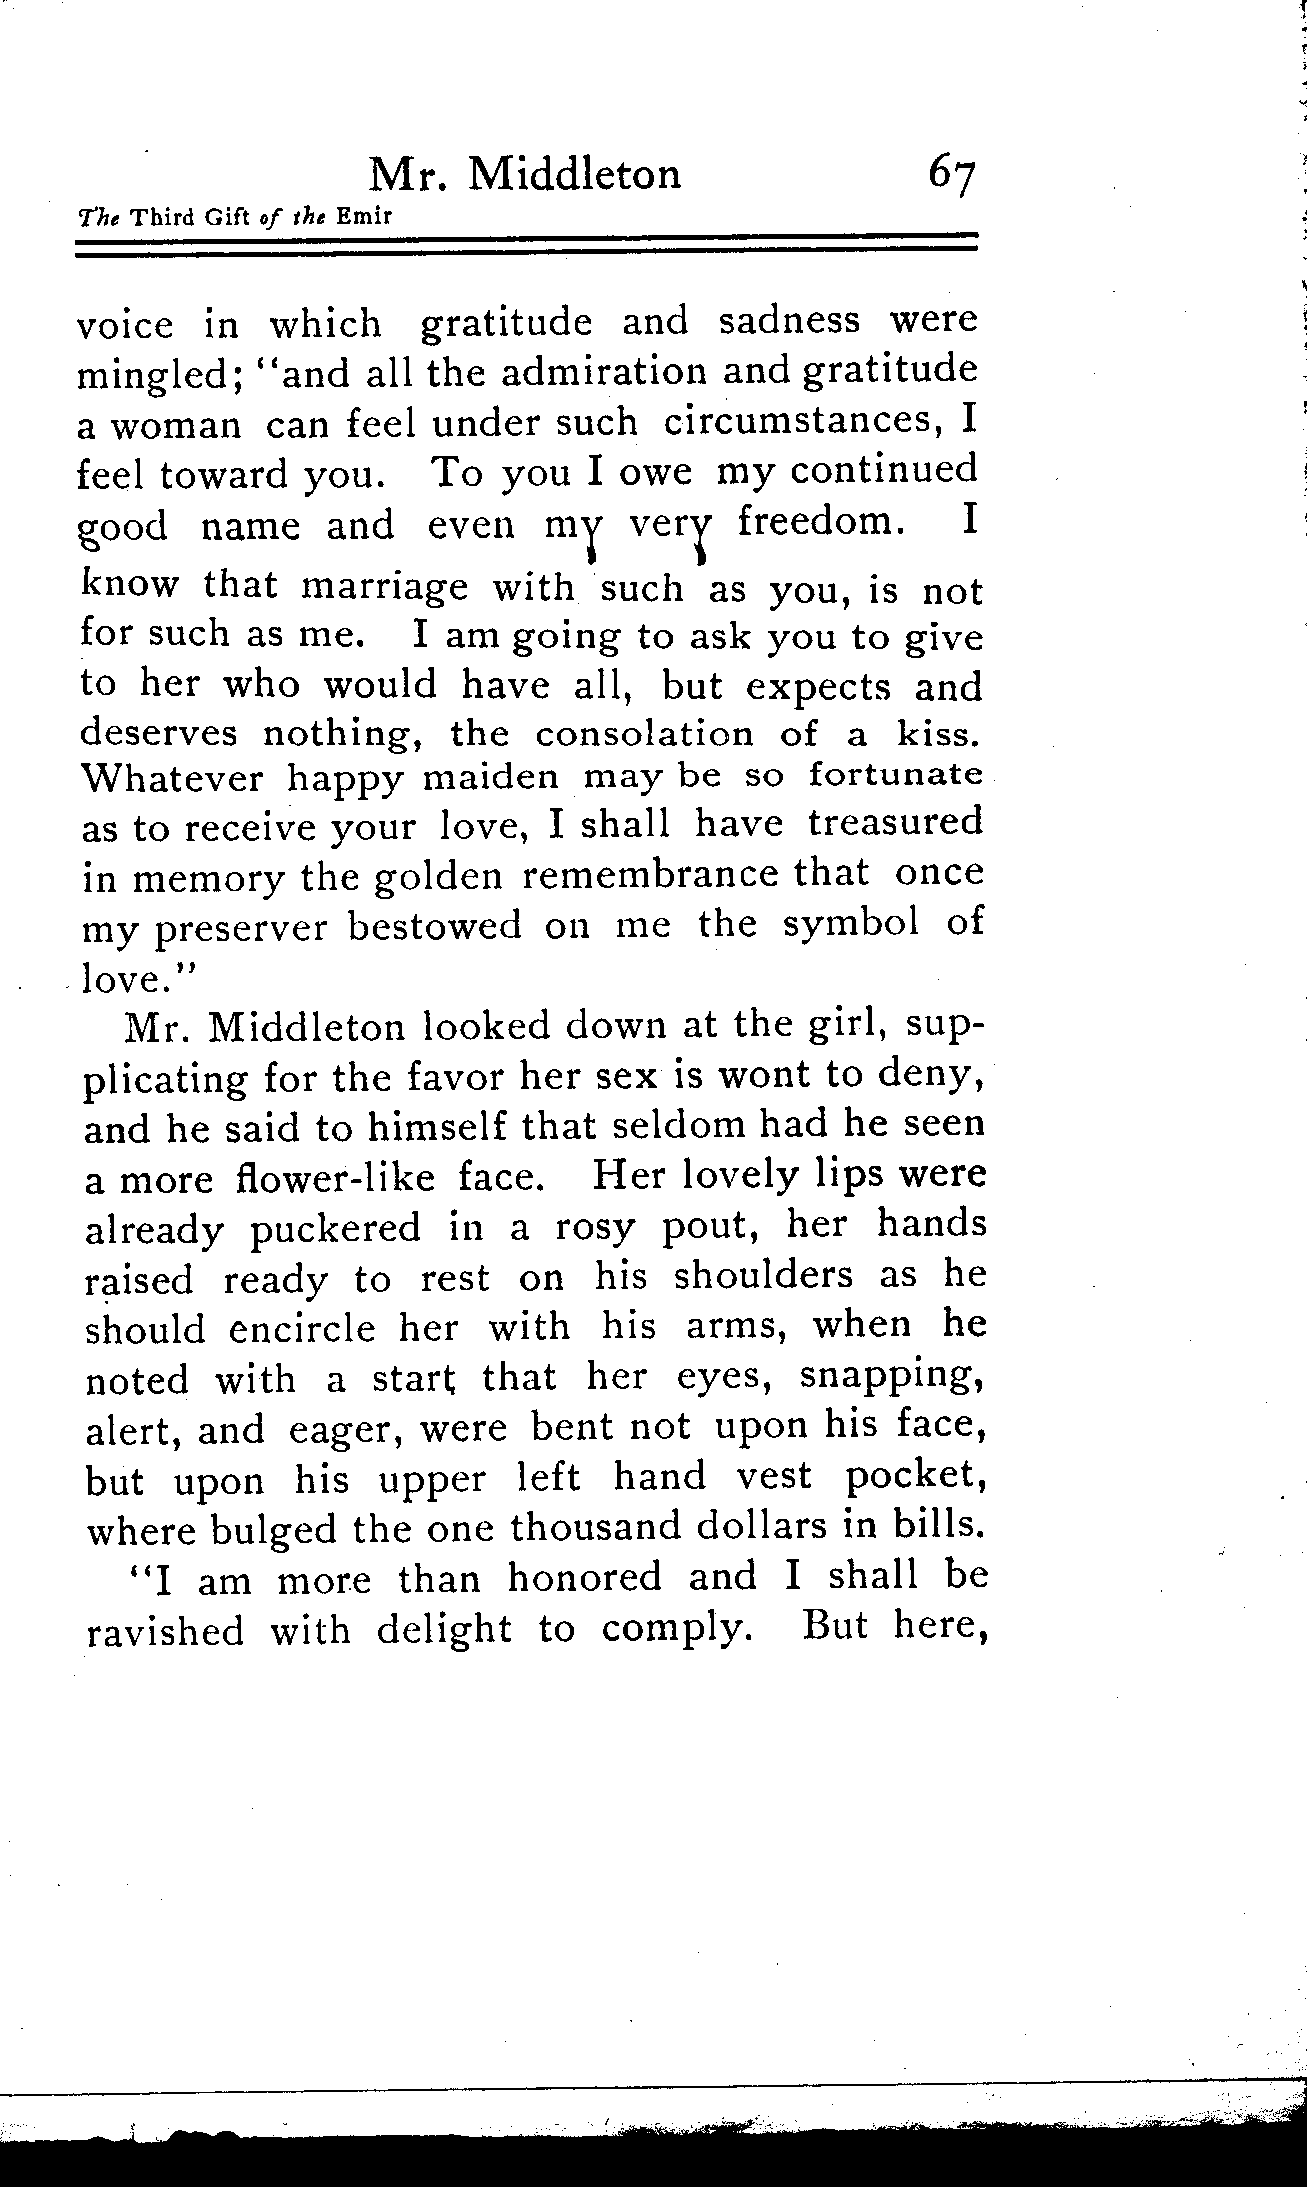 Mr. Middleton 67
The Third Gift of the Emir
voice in which gratitude and sadness were
mingled; "and all the admiration and gratitude
a woman can feel under such circumstances, I
feel toward you. To you I owe my continued
good name and even my very freedom. I
know that marriage with such as you, is not
for such as me. I am going to ask you to give
to her who would have all, but expects and
deserves nothing, the consolation of a kiss.
Whatever happy maiden may be so fortunate
as to receive your love, I shall have treasured
in memory the golden remembrance that once
my preserver bestowed on me the symbol of
love."
Mr. Middleton looked down at the girl, sup-
plicating for the favor her sex is wont to deny,
and he said to himself that seldom had he seen
a more flower-like face. Her lovely lips were
already puckered in a rosy pout, her hands
raised ready to rest on his shoulders as he
should encircle her with his arms, when he
noted with a start that her eyes, snapping,
alert, and eager, were bent not upon his face,
but upon his upper left hand vest pocket,
where bulged the one thousand dollars in bills.
"I am more than honored and I shall be
ravished with delight to comply. But here,